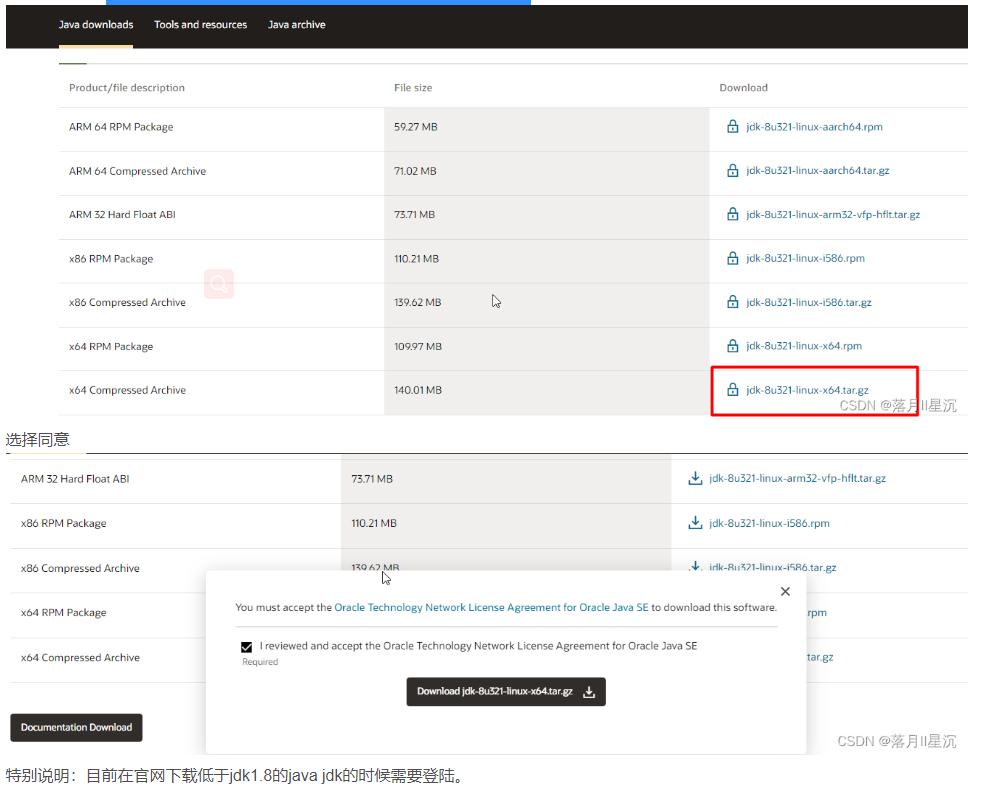 Java downloads Tools and resources Java archive
Product/file description File size Download
ARM 64 RPM Package 59.27 MB jdk-8u321-linux-aarch64.rpm
ARM 64 Compressed Archive 71.02 MB jdk-8u321-linux-aarch64.tar.gz
ARM 32 Hard Float ABI 73.71 MB jdk-8u321-linux-arm32-vfp-hflt.tar.gz
x86 RPM Package 110.21 MB jdk-8u321-linux-i586.rpm
x86 Compressed Archive 139.62 MB jdk-8u321-linux-i586.tar.gz
x64 RPM Package 109.97 MB jdk-8u321-linux-x64.rpm
x64 Compressed Archive 140.01 MB jdk-8u321-linux-x64.tar.gz
CSDN @落月II星沉
选择同意
ARM 32 Hard Float ABI 73.71 MB jdk-8u321-linux-arm32-vfp-hflt.tar.gz
x86 RPM Package 110.21 MB jdk-8u321-linux-i586.rpm
x86 Compressed Archive 139.62 MB jdk-8u321-linux-i586.tar.gz
You must accept the Oracle Technology Network License Agreement for Oracle Java SE to download this software.
x64 RPM Package rpm
I reviewed and accept the Oracle Technology Network License Agreement for Oracle Java SE
x64 Compressed Archive tar.gz
Required
Download jdk-8u321-linux-x64.tar.gz
Documentation Download
CSDN @落月II星沉
特别说明：目前在官网下载低于jdk1.8的java jdk的时候需要登陆。